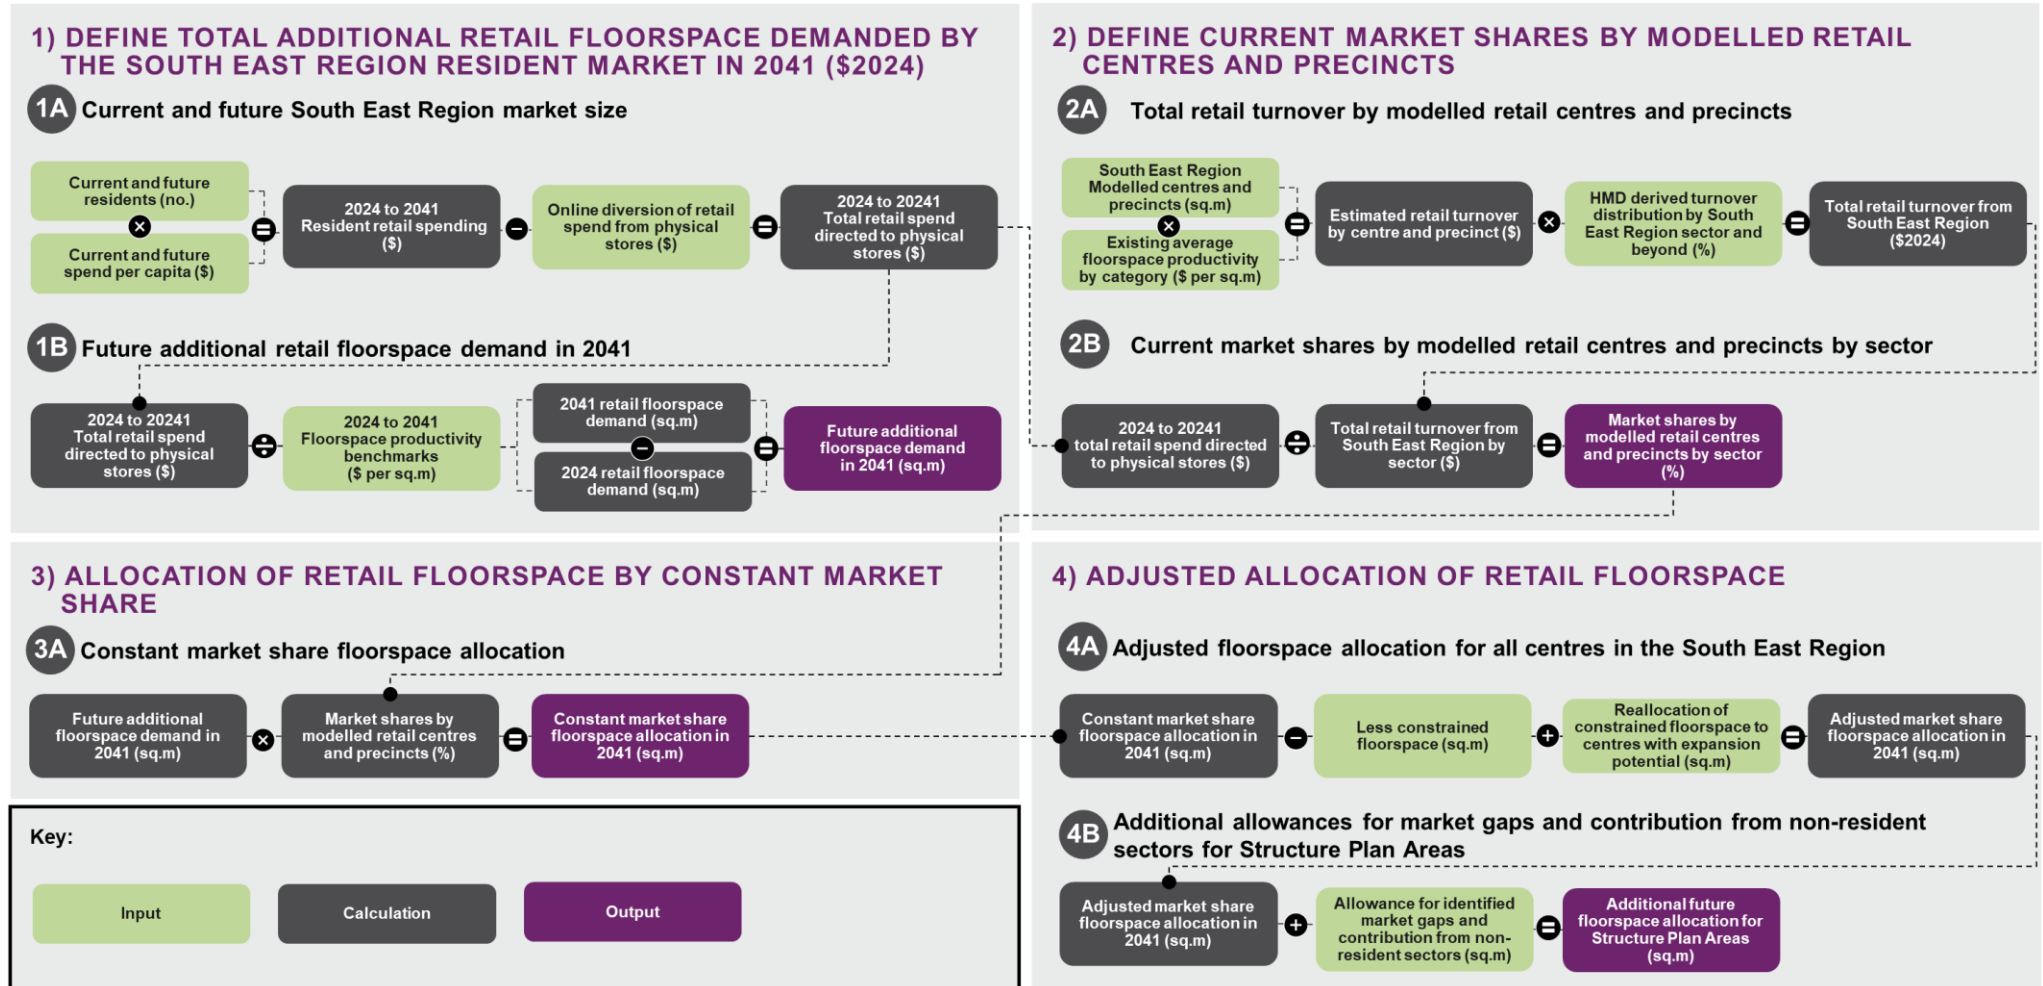 1) DEFINE TOTAL ADDITIONAL RETAIL FLOORSPACE DEMANDED BY
THE SOUTH EAST REGION RESIDENT MARKET IN 2041 ($2024)
1A Current and future South East Region market size
Current and future
residents (no.)
×
Current and future
spend per capita ($)
=
2024 to 2041
Resident retail spending
($)
−
Online diversion of retail
spend from physical
stores ($)
=
2024 to 20241
Total retail spend
directed to physical
stores ($)
1B Future additional retail floorspace demand in 2041
2024 to 20241
Total retail spend
directed to physical
stores ($)
÷
2024 to 2041
Floorspace productivity
benchmarks
($ per sq.m)
2041 retail floorspace
demand (sq.m)
−
2024 retail floorspace
demand (sq.m)
=
Future additional
floorspace demand
in 2041 (sq.m)
2) DEFINE CURRENT MARKET SHARES BY MODELLED RETAIL
CENTRES AND PRECINCTS
2A Total retail turnover by modelled retail centres and precincts
South East Region
Modelled centres and
precincts (sq.m)
×
Existing average
floorspace productivity
by category ($ per sq.m)
=
Estimated retail turnover
by centre and precinct ($)
×
HMD derived turnover
distribution by South
East Region sector and
beyond (%)
=
Total retail turnover from
South East Region
($2024)
2B Current market shares by modelled retail centres and precincts by sector
2024 to 20241
total retail spend directed
to physical stores ($)
÷
Total retail turnover from
South East Region by
sector ($)
=
Market shares by
modelled retail centres
and precincts by sector
(%)
3) ALLOCATION OF RETAIL FLOORSPACE BY CONSTANT MARKET
SHARE
3A Constant market share floorspace allocation
Future additional
floorspace demand in
2041 (sq.m)
×
Market shares by
modelled retail centres
and precincts (%)
=
Constant market share
floorspace allocation in
2041 (sq.m)
4) ADJUSTED ALLOCATION OF RETAIL FLOORSPACE
4A Adjusted floorspace allocation for all centres in the South East Region
Constant market share
floorspace allocation in
2041 (sq.m)
−
Less constrained
floorspace (sq.m)
+
Reallocation of
constrained floorspace to
centres with expansion
potential (sq.m)
=
Adjusted market share
floorspace allocation in
2041 (sq.m)
4B Additional allowances for market gaps and contribution from non-resident
sectors for Structure Plan Areas
Adjusted market share
floorspace allocation in
2041 (sq.m)
+
Allowance for identified
market gaps and
contribution from non-
resident sectors (sq.m)
=
Additional future
floorspace allocation for
Structure Plan Areas
(sq.m)
Key:
Input
Calculation
Output